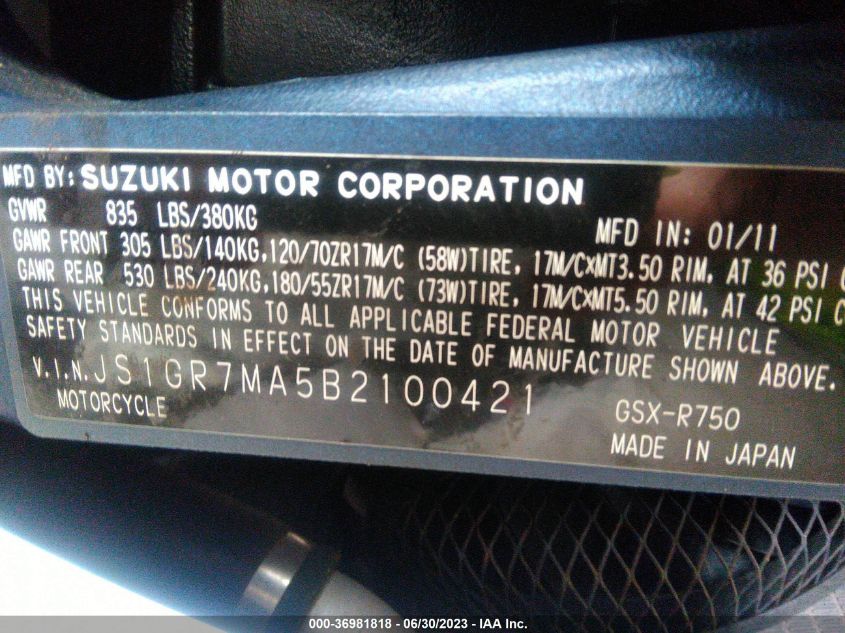 MFD BY: SUZUKI MOTOR CORPORATION
GVWR 835 LBS/380KG MFD IN: 01/11
GAWR FRONT 305 LBS/140KG,120/70ZR17M/C (58W)TIRE, 17M/C×MT3.50 RIM, AT 36 PSI
GAWR REAR 530 LBS/240KG,180/55ZR17M/C (73W)TIRE, 17M/C×MT5.50 RIM, AT 42 PSI
THIS VEHICLE CONFORMS TO ALL APPLICABLE FEDERAL MOTOR VEHICLE
SAFETY STANDARDS IN EFFECT ON THE DATE OF MANUFACTURE SHOWN ABOVE.
V.I.N. JS1GR7MA5B2100421 GSX-R750
MOTORCYCLE MADE IN JAPAN
000-36981818 - 06/30/2023 - IAA Inc.